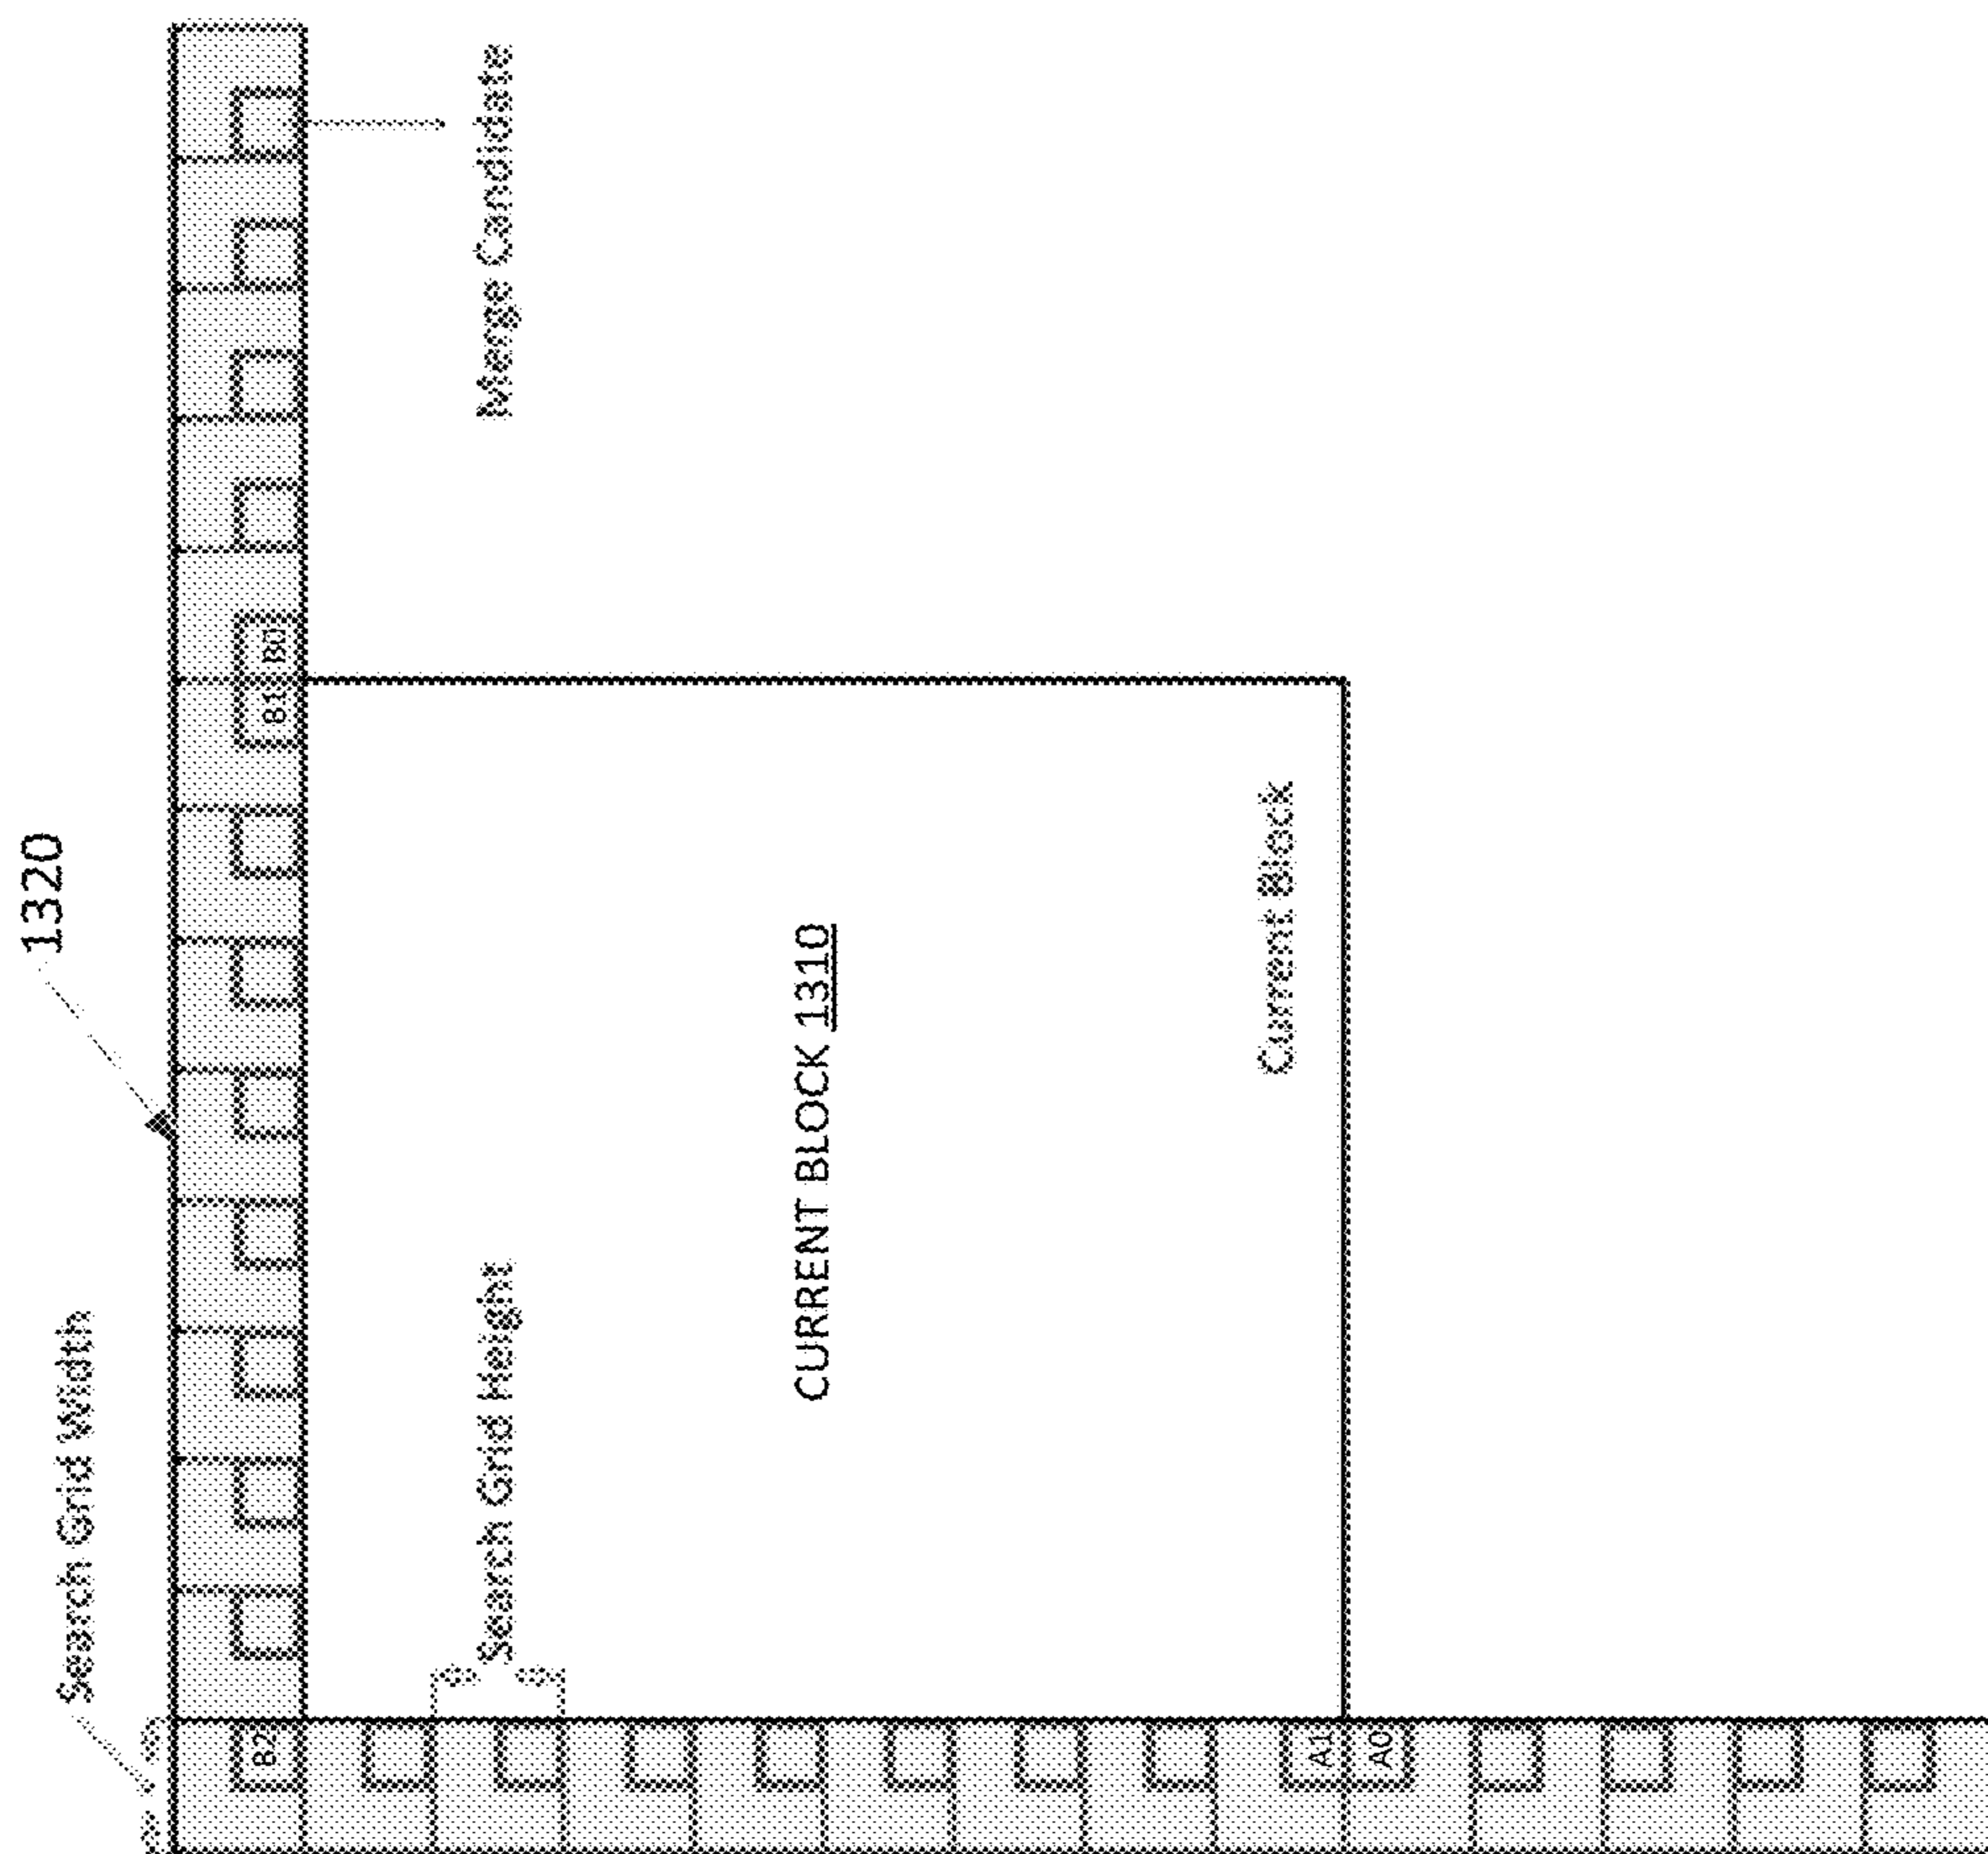 1320
Search Grid Width
Merge Candidate
Search Grid Height
B2
B1
B0
CURRENT BLOCK 1310
Current Block
A1
A0